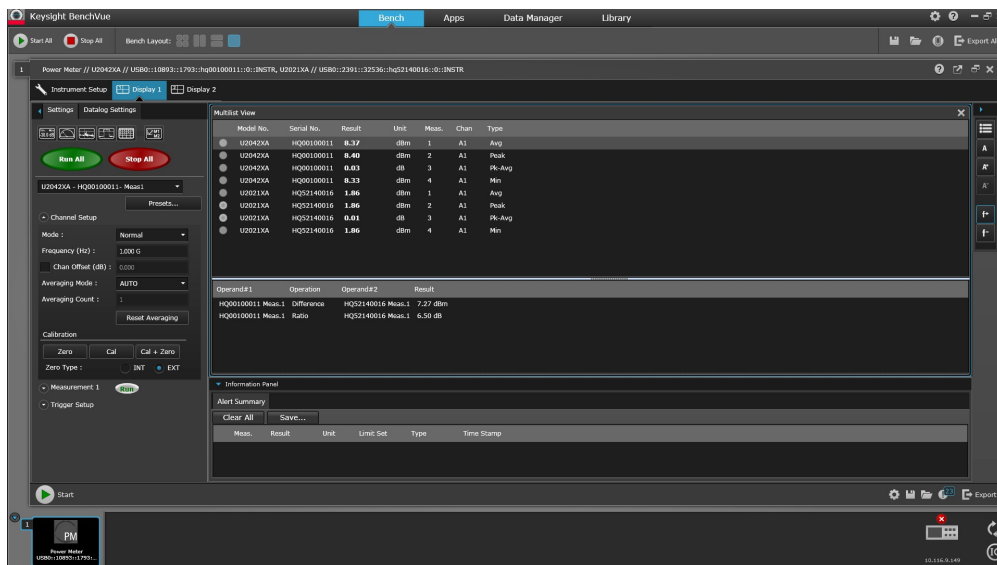 Keysight BenchVue
Bench Apps Data Manager Library
Start All Stop All Bench Layout: Export Al
1 Power Meter // U2042XA // USB0::10893::1793::hq00100011::0::INSTR, U2021XA // USB0::2391::32536::hq52140016::0::INSTR
Instrument Setup Display 1 Display 2
Settings Datalog Settings
Run All Stop All
U2042XA - HQ00100011- Meas1
Presets...
Channel Setup
Mode : Normal
Frequency (Hz) : 1.000 G
Chan Offset (dB) : 0.000
Averaging Mode : AUTO
Averaging Count : 1
Reset Averaging
Calibration
Zero Cal Cal + Zero
Zero Type : INT EXT
Measurement 1 Run
Trigger Setup
Multilist View
Model No. Serial No. Result Unit Meas. Chan Type
U2042XA HQ00100011 8.37 dBm 1 A1 Avg
U2042XA HQ00100011 8.40 dBm 2 A1 Peak
U2042XA HQ00100011 0.03 dB 3 A1 Pk-Avg
U2042XA HQ00100011 8.33 dBm 4 A1 Min
U2021XA HQ52140016 1.86 dBm 1 A1 Avg
U2021XA HQ52140016 1.86 dBm 2 A1 Peak
U2021XA HQ52140016 0.01 dB 3 A1 Pk-Avg
U2021XA HQ52140016 1.86 dBm 4 A1 Min
Operand#1 Operation Operand#2 Result
HQ00100011 Meas.1 Difference HQ52140016 Meas.1 7.27 dBm
HQ00100011 Meas.1 Ratio HQ52140016 Meas.1 6.50 dB
Information Panel
Alert Summary
Clear All Save...
Meas. Result Unit Limit Set Type Time Stamp
A
f+
f-
Start 23 Export
1
PM
Power Meter
USB0::10893::1793::...
10.116.9.149